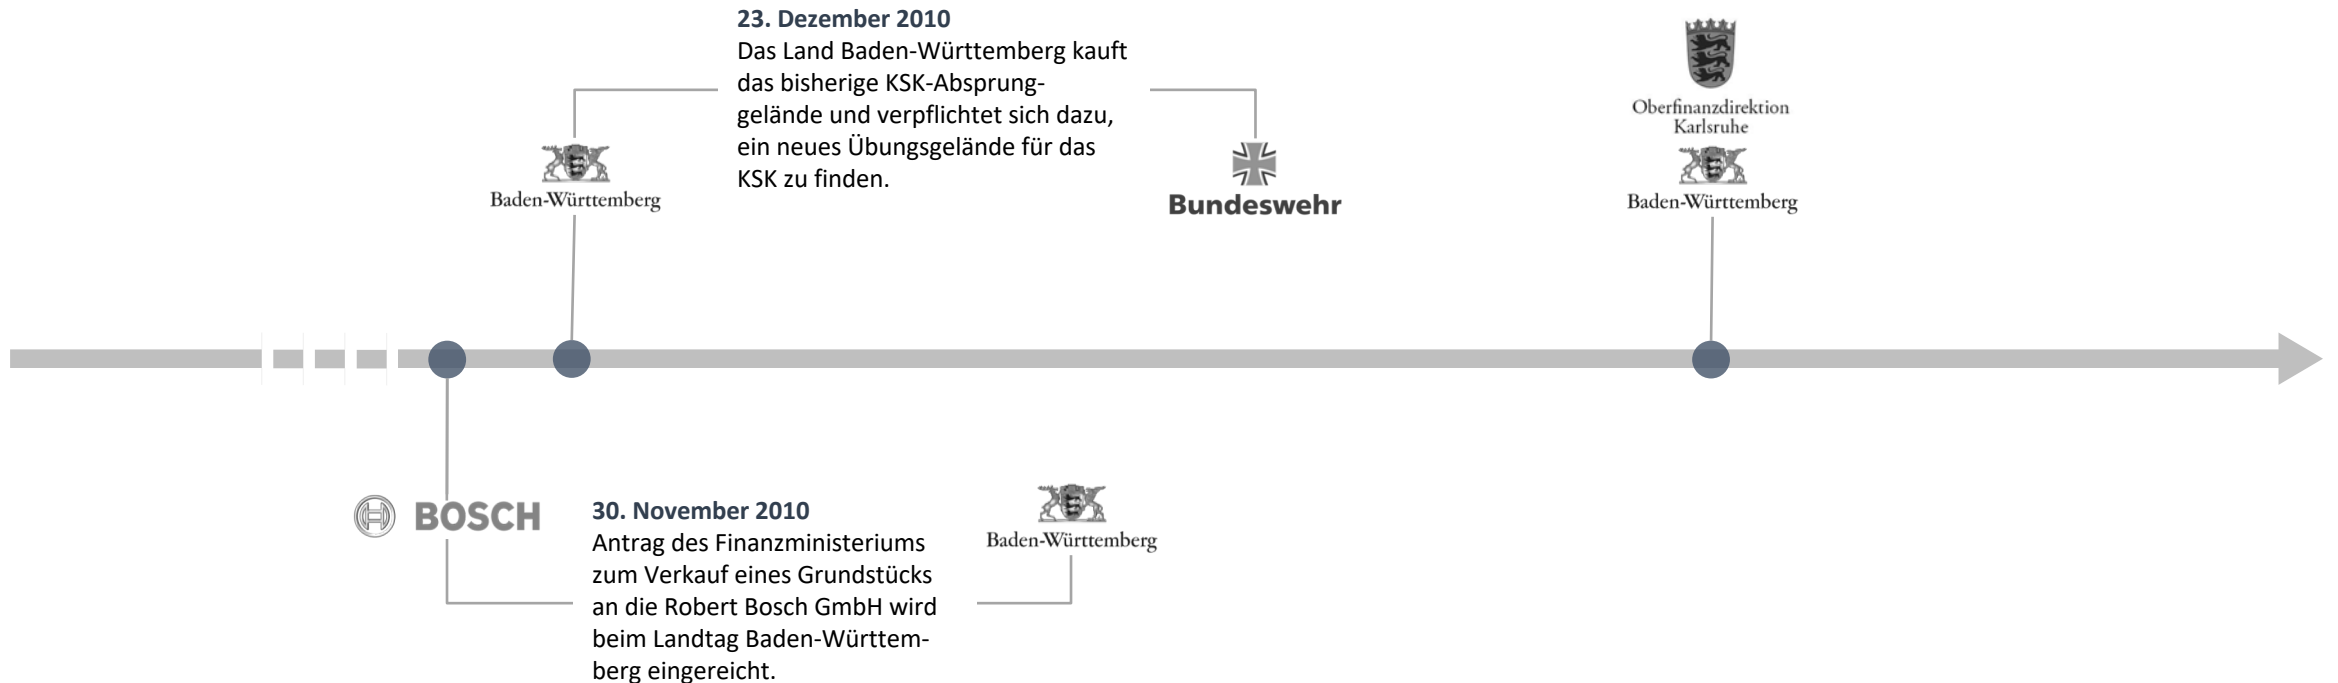 23. Dezember 2010
Das Land Baden-Württemberg kauft
das bisherige KSK-Absprung-
gelände und verpflichtet sich dazu,
ein neues Übungsgelände für das
KSK zu finden.
Baden-Württemberg
Bundeswehr
Oberfinanzdirektion
Karlsruhe
Baden-Württemberg
BOSCH
30. November 2010
Antrag des Finanzministeriums
zum Verkauf eines Grundstücks
an die Robert Bosch GmbH wird
beim Landtag Baden-Württem-
berg eingereicht.
Baden-Württemberg